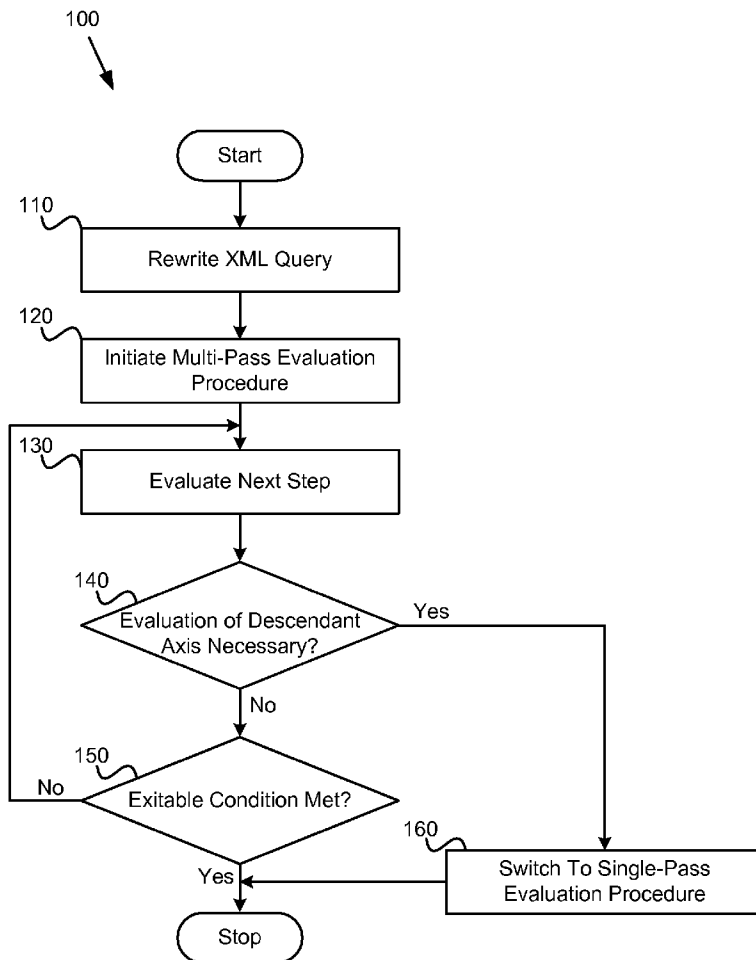 100
Start
110
Rewrite XML Query
120
Initiate Multi-Pass Evaluation
Procedure
130
Evaluate Next Step
140
Evaluation of Descendant
Axis Necessary?
Yes
No
150
Exitable Condition Met?
No
Yes
160
Switch To Single-Pass
Evaluation Procedure
Stop